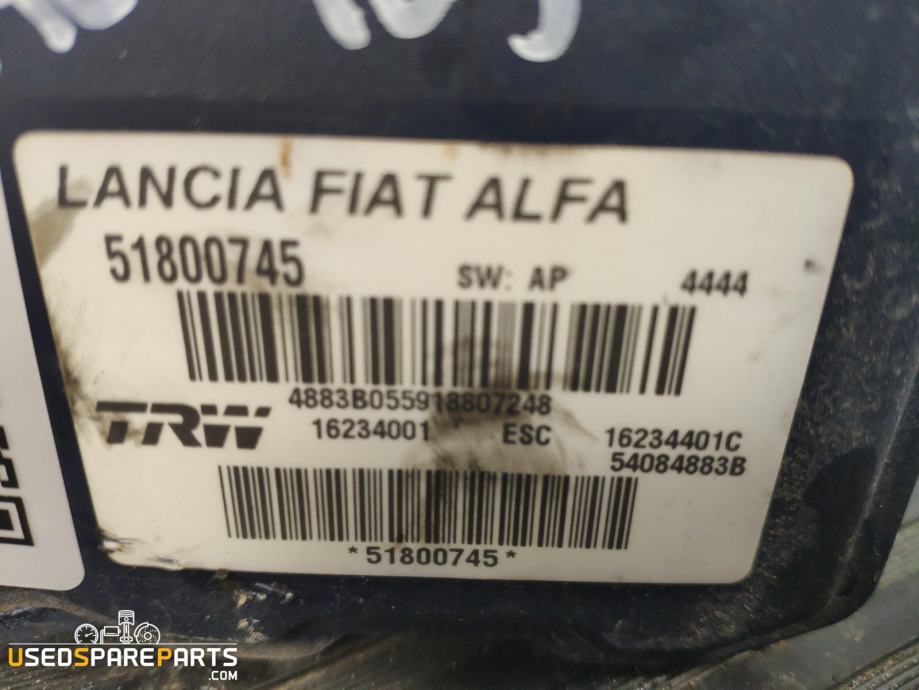 LANCIA FIAT ALFA
51800745 SW: AP 4444
4883B055918807248
TRW 16234001 ESC 16234401C
54084883B
*51800745*
USEDSPAREPARTS
.COM